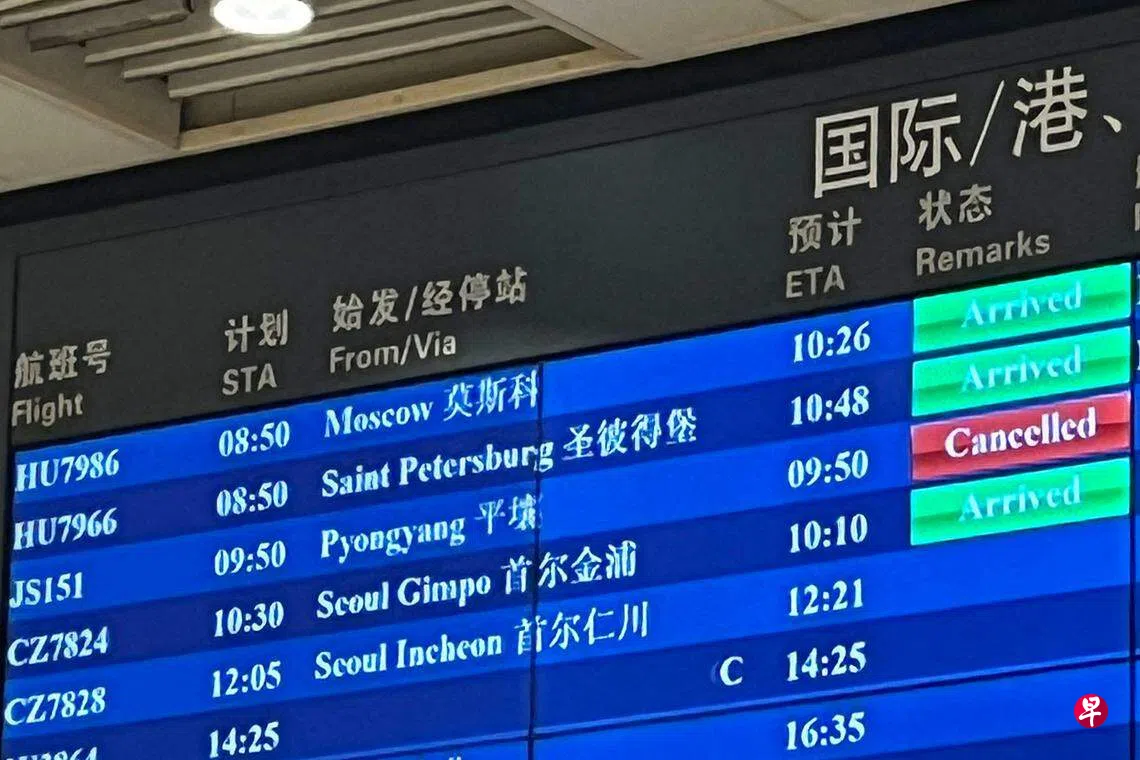 国际/港、
航班号 计划 始发/经停站 预计 状态
Flight STA From/Via ETA Remarks
HU7986 08:50 Moscow 莫斯科 10:26 Arrived
HU7966 08:50 Saint Petersburg 圣彼得堡 10:48 Arrived
JS151 09:50 Pyongyang 平壤 09:50 Cancelled
CZ7824 10:30 Seoul Gimpo 首尔金浦 10:10 Arrived
CZ7828 12:05 Seoul Incheon 首尔仁川 12:21
14:25 C 14:25
16:35
早